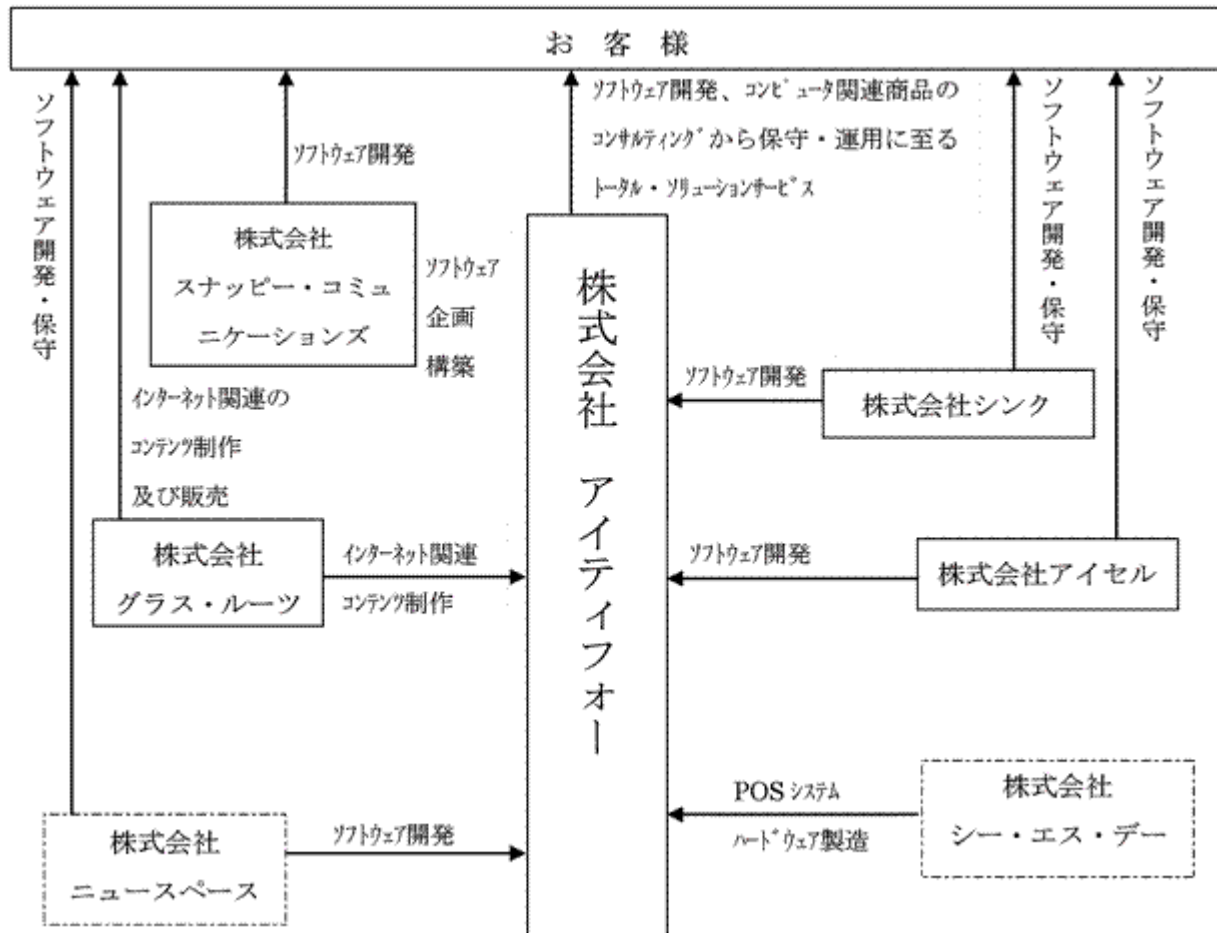 お 客 様
ソフトウェア開発・保守
ソフトウェア開発
ソフトウェア開発、コンピュータ関連商品の
コンサルティングから保守・運用に至る
トータル・ソリューションサービス
ソフトウェア開発・保守
ソフトウェア開発・保守
株式会社
スナッピー・コミュ
ニケーションズ
ソフトウェア
企画
構築
株式会社 アイティフォー
ソフトウェア開発
株式会社シンク
インターネット関連の
コンテンツ制作
及び販売
株式会社
グラス・ルーツ
インターネット関連
コンテンツ制作
ソフトウェア開発
株式会社アイセル
株式会社
ニュースペース
ソフトウェア開発
POSシステム
ハードウェア製造
株式会社
シー・エス・デー